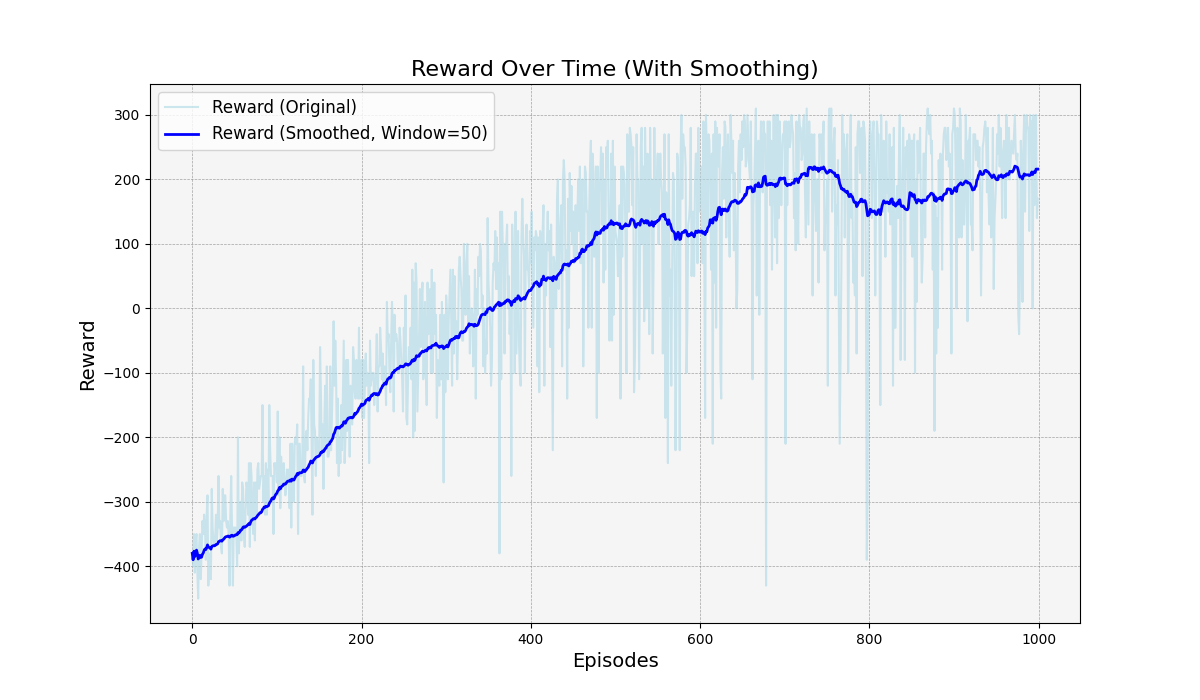 Reward Over Time (With Smoothing)
Reward (Original)
Reward (Smoothed, Window=50)
Reward
300
200
100
0
−100
−200
−300
−400
0 200 400 600 800 1000
Episodes